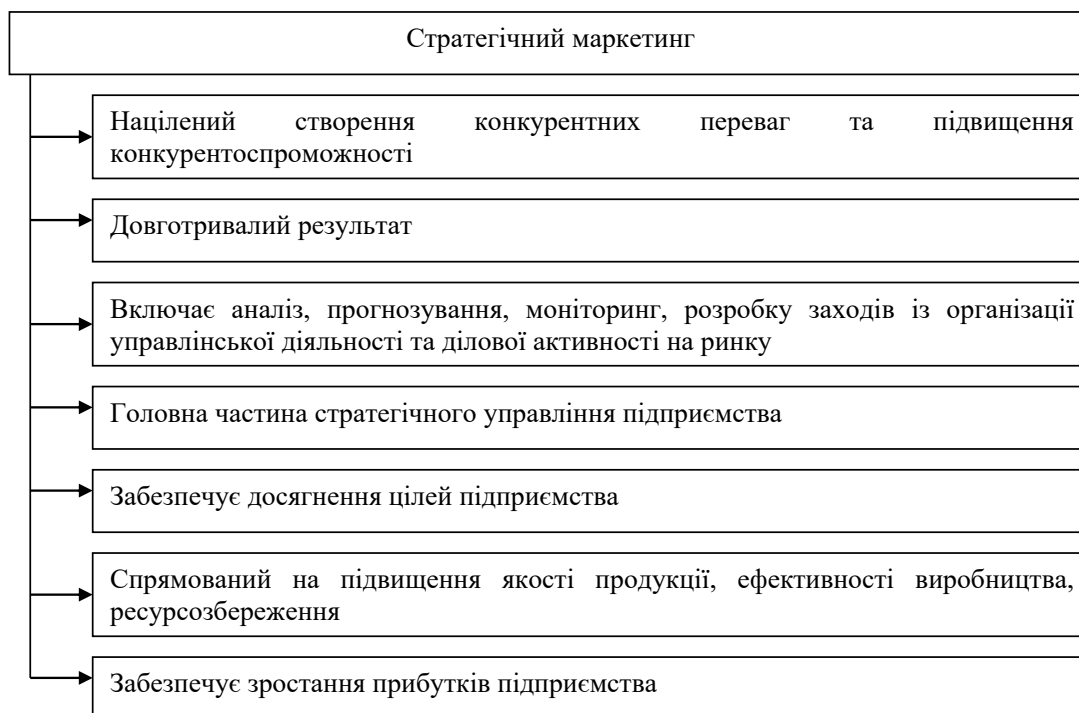 Стратегічний маркетинг
Націлений створення конкурентних переваг та підвищення
конкурентоспроможності
Довготривалий результат
Включає аналіз, прогнозування, моніторинг, розробку заходів із організації
управлінської діяльності та ділової активності на ринку
Головна частина стратегічного управління підприємства
Забезпечує досягнення цілей підприємства
Спрямований на підвищення якості продукції, ефективності виробництва,
ресурсозбереження
Забезпечує зростання прибутків підприємства